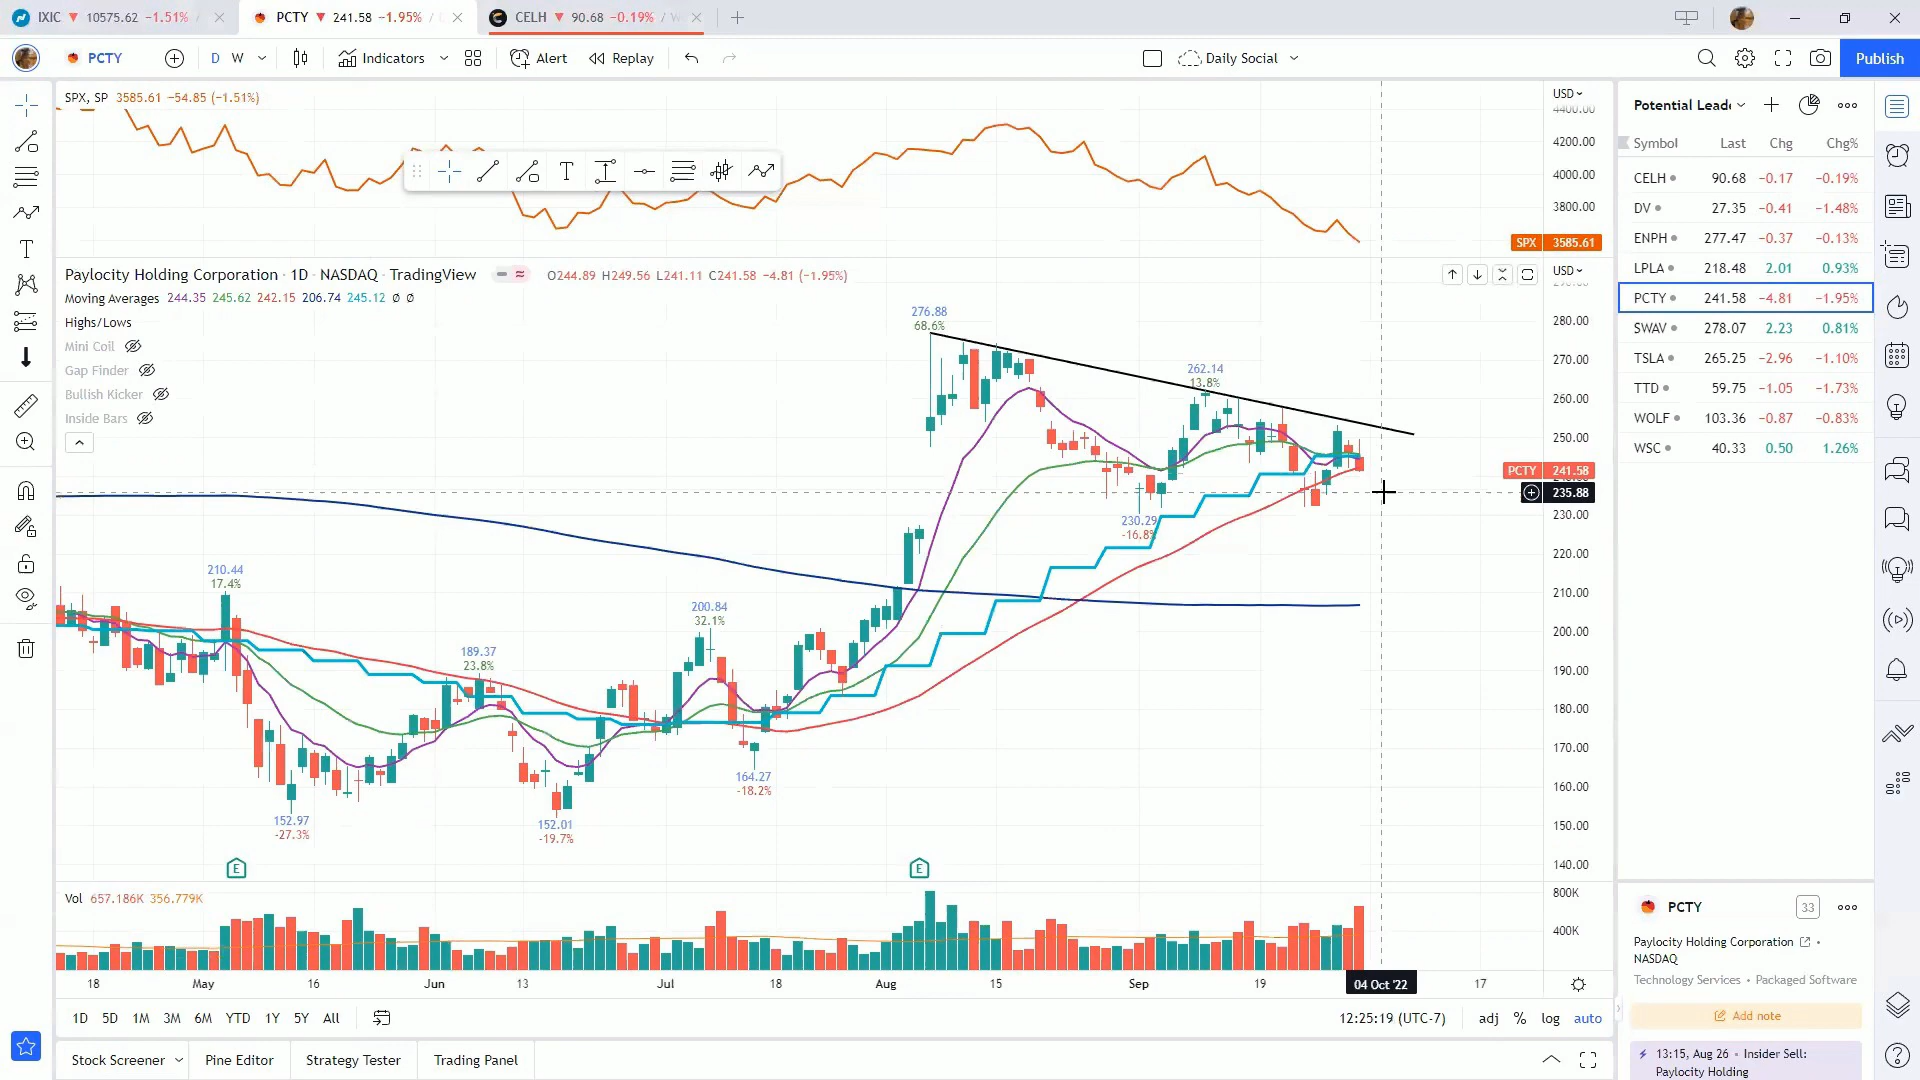 IXIC ▼ 10575.62 −1.51% /
PCTY ▼ 241.58 −1.95% /
CELH ▼ 90.68 −0.19% /
PCTY
D W
Indicators
Alert
Replay
Daily Social
Publish
SPX, SP 3585.61 −54.85 (−1.51%)
USD
4400.00
4200.00
4000.00
3800.00
SPX 3585.61
Paylocity Holding Corporation · 1D · NASDAQ · TradingView
O244.89 H249.56 L241.11 C241.58 −4.81 (−1.95%)
Moving Averages 244.35 245.62 242.15 206.74 245.12 ∅ ∅
Highs/Lows
Mini Coil
Gap Finder
Bullish Kicker
Inside Bars
USD
280.00
270.00
260.00
250.00
PCTY 241.58
235.88
230.00
220.00
210.00
200.00
190.00
180.00
170.00
160.00
150.00
140.00
276.88
68.6%
262.14
13.8%
230.29
-16.8%
210.44
17.4%
200.84
32.1%
189.37
23.8%
164.27
-18.2%
152.97
-27.3%
152.01
-19.7%
E
E
Vol 657.186K 356.779K
800K
400K
18 May 16 Jun 13 Jul 18 Aug 15 Sep 19 04 Oct '22 17
1D 5D 1M 3M 6M YTD 1Y 5Y All
12:25:19 (UTC-7) adj % log auto
Stock Screener Pine Editor Strategy Tester Trading Panel
Potential Lead
Symbol Last Chg Chg%
CELH 90.68 −0.17 −0.19%
DV 27.35 −0.41 −1.48%
ENPH 277.47 −0.37 −0.13%
LPLA 218.48 2.01 0.93%
PCTY 241.58 −4.81 −1.95%
SWAV 278.07 2.23 0.81%
TSLA 265.25 −2.96 −1.10%
TTD 59.75 −1.05 −1.73%
WOLF 103.36 −0.87 −0.83%
WSC 40.33 0.50 1.26%
PCTY 33
Paylocity Holding Corporation •
NASDAQ
Technology Services • Packaged Software
Add note
13:15, Aug 26 • Insider Sell:
Paylocity Holding